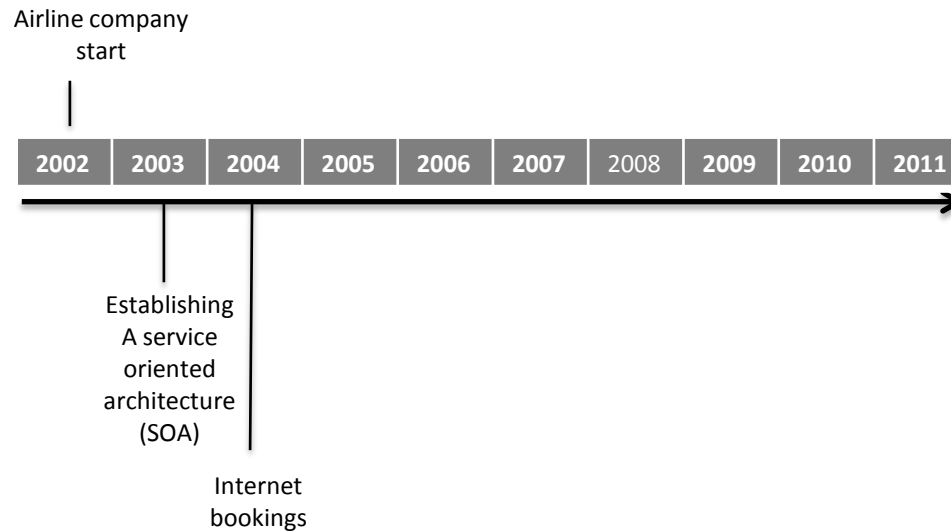 Airline company
start
2002 2003 2004 2005 2006 2007 2008 2009 2010 2011
Establishing
A service
oriented
architecture
(SOA)
Internet
bookings